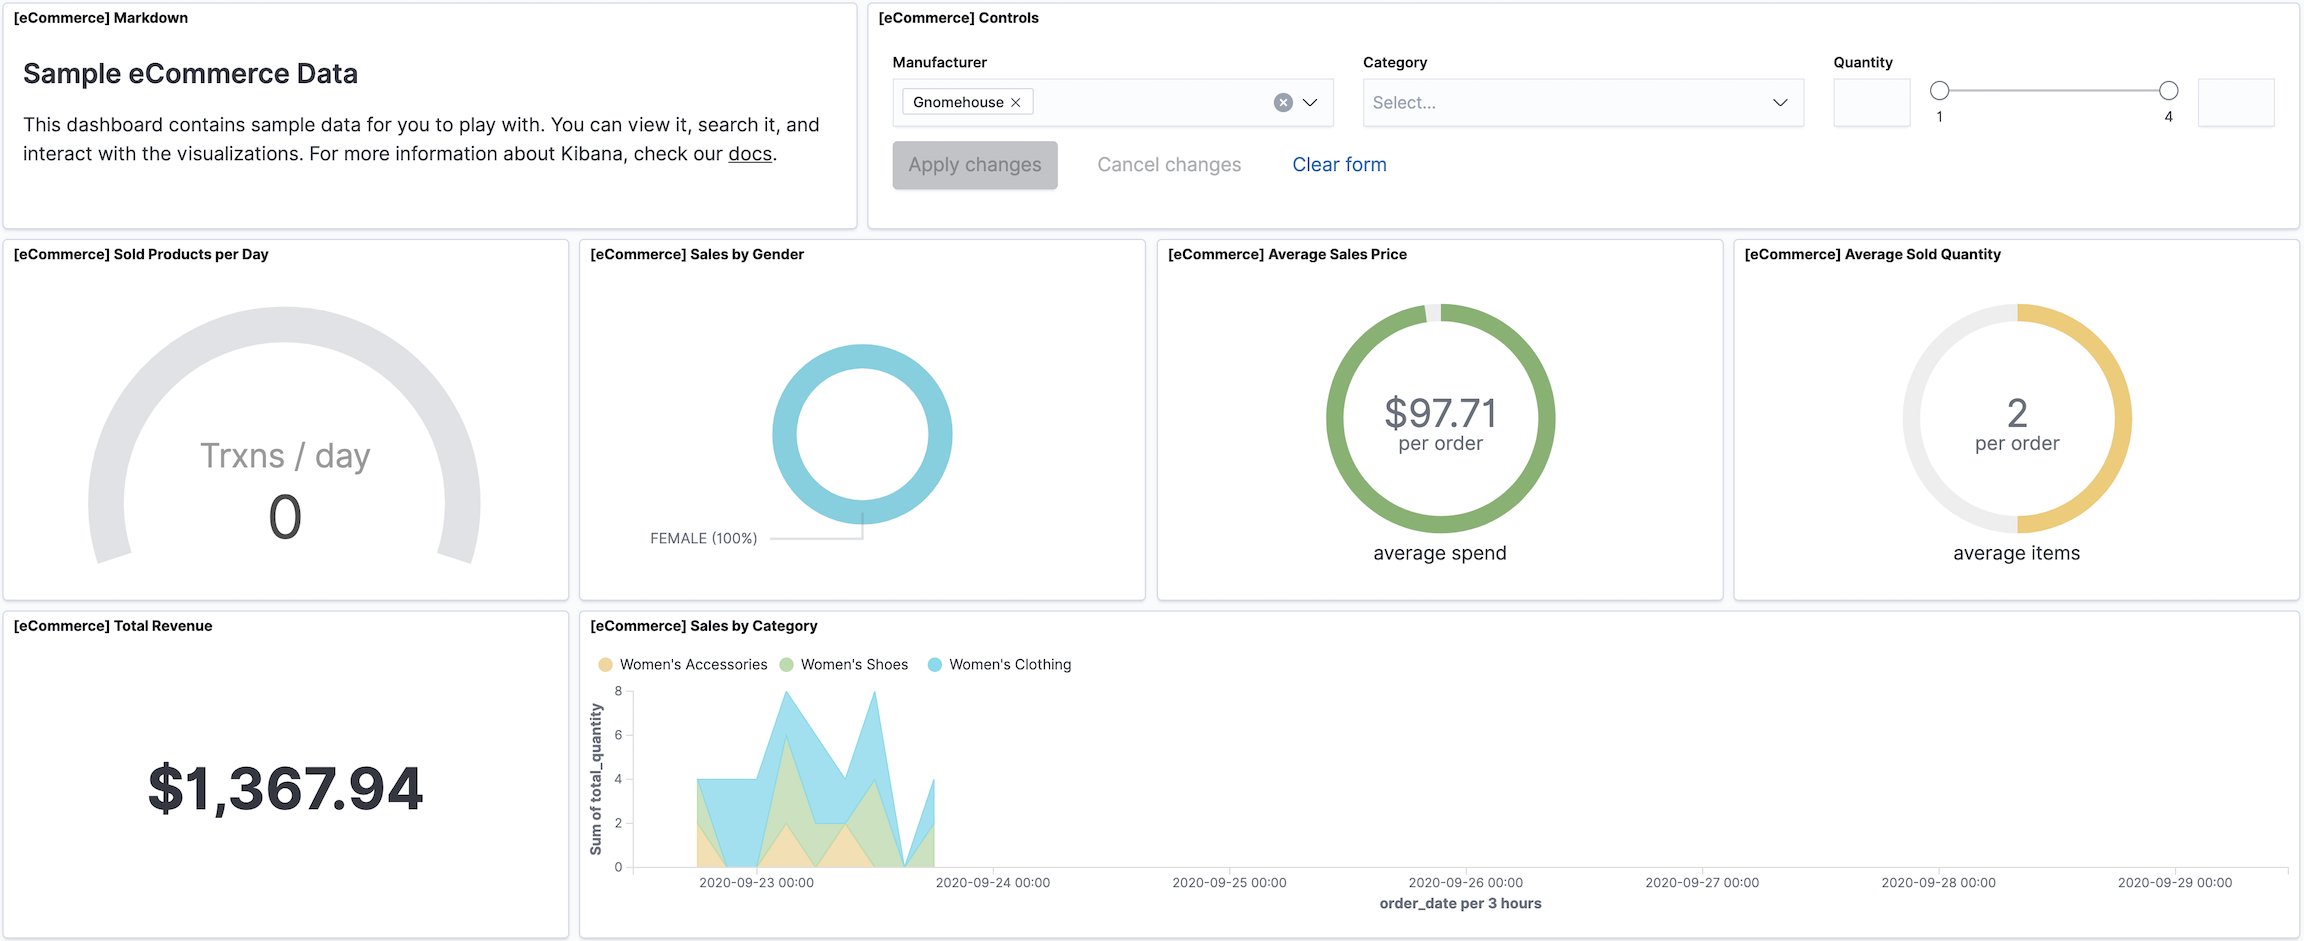 [eCommerce] Markdown
Sample eCommerce Data
This dashboard contains sample data for you to play with. You can view it, search it, and
interact with the visualizations. For more information about Kibana, check our docs.
[eCommerce] Controls
Manufacturer
Gnomehouse
Category
Select...
Quantity
1
4
Apply changes
Cancel changes
Clear form
[eCommerce] Sold Products per Day
Trxns / day
0
[eCommerce] Sales by Gender
FEMALE (100%)
[eCommerce] Average Sales Price
$97.71
per order
average spend
[eCommerce] Average Sold Quantity
2
per order
average items
[eCommerce] Total Revenue
$1,367.94
[eCommerce] Sales by Category
Women's Accessories
Women's Shoes
Women's Clothing
Sum of total_quantity
8
6
4
2
0
2020-09-23 00:00
2020-09-24 00:00
2020-09-25 00:00
2020-09-26 00:00
2020-09-27 00:00
2020-09-28 00:00
2020-09-29 00:00
order_date per 3 hours